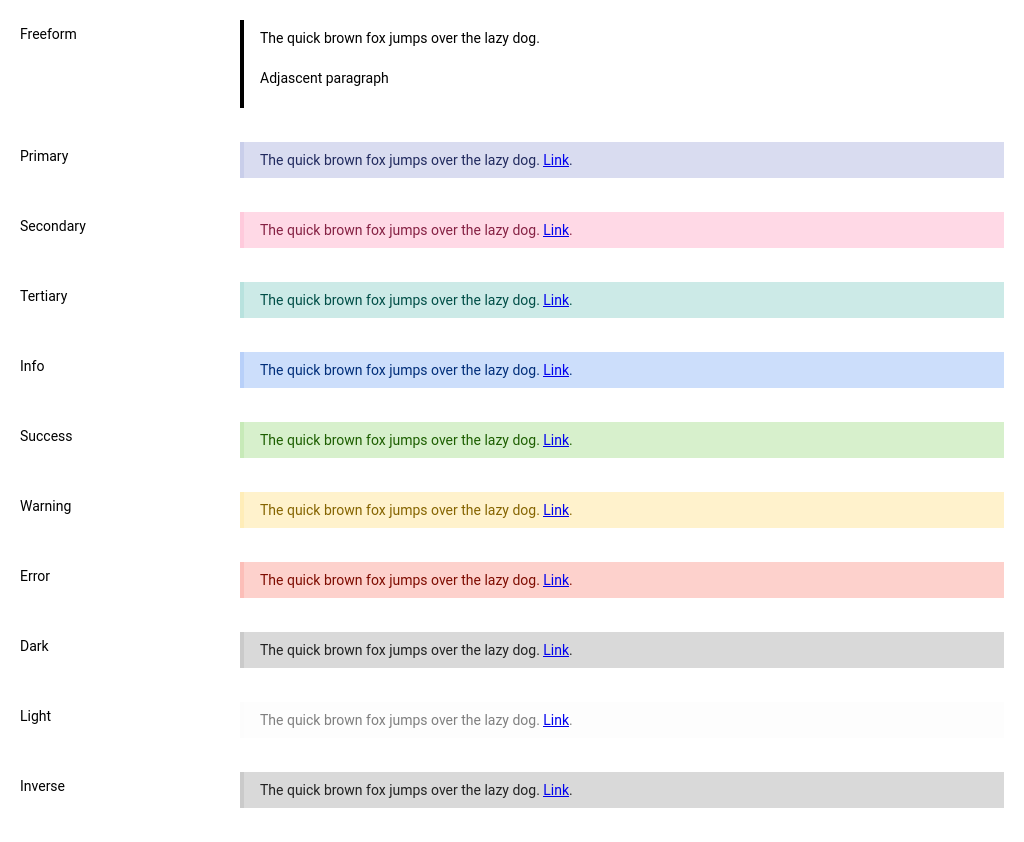 Freeform
The quick brown fox jumps over the lazy dog.
Adjascent paragraph
Primary
The quick brown fox jumps over the lazy dog. Link.
Secondary
The quick brown fox jumps over the lazy dog. Link.
Tertiary
The quick brown fox jumps over the lazy dog. Link.
Info
The quick brown fox jumps over the lazy dog. Link.
Success
The quick brown fox jumps over the lazy dog. Link.
Warning
The quick brown fox jumps over the lazy dog. Link.
Error
The quick brown fox jumps over the lazy dog. Link.
Dark
The quick brown fox jumps over the lazy dog. Link.
Light
The quick brown fox jumps over the lazy dog. Link.
Inverse
The quick brown fox jumps over the lazy dog. Link.